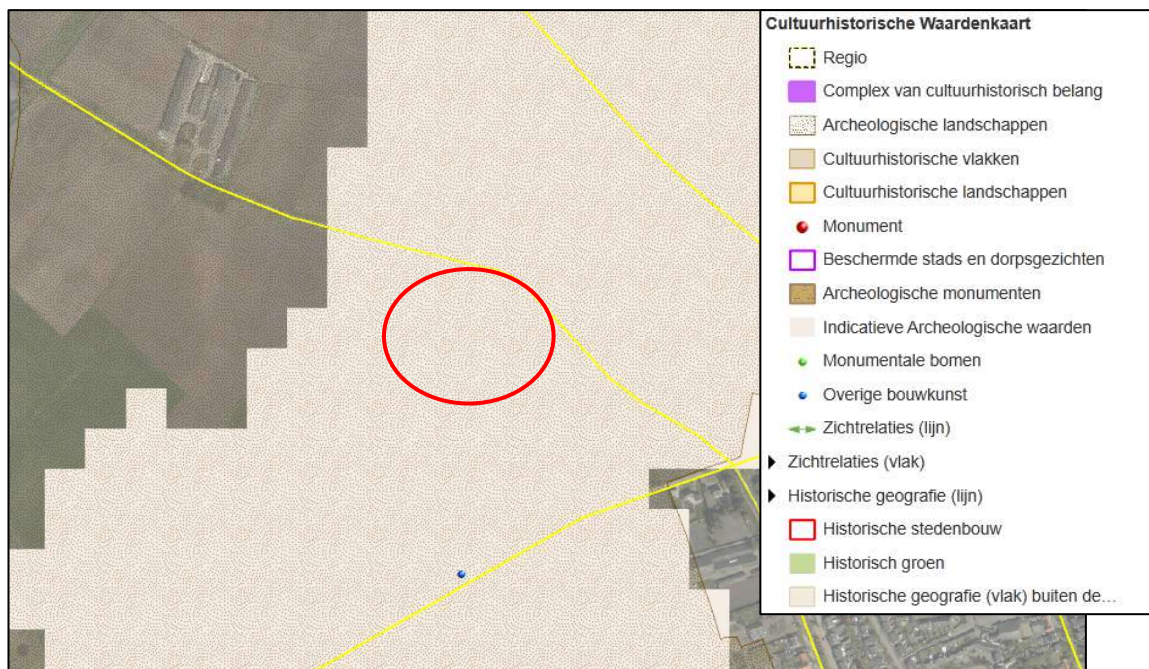 Cultuurhistorische Waardenkaart
Regio
Complex van cultuurhistorisch belang
Archeologische landschappen
Cultuurhistorische vlakken
Cultuurhistorische landschappen
Monument
Beschermde stads en dorpsgezichten
Archeologische monumenten
Indicatieve Archeologische waarden
Monumentale bomen
Overige bouwkunst
Zichtrelaties (lijn)
Zichtrelaties (vlak)
Historische geografie (lijn)
Historische stedenbouw
Historisch groen
Historische geografie (vlak) buiten de…